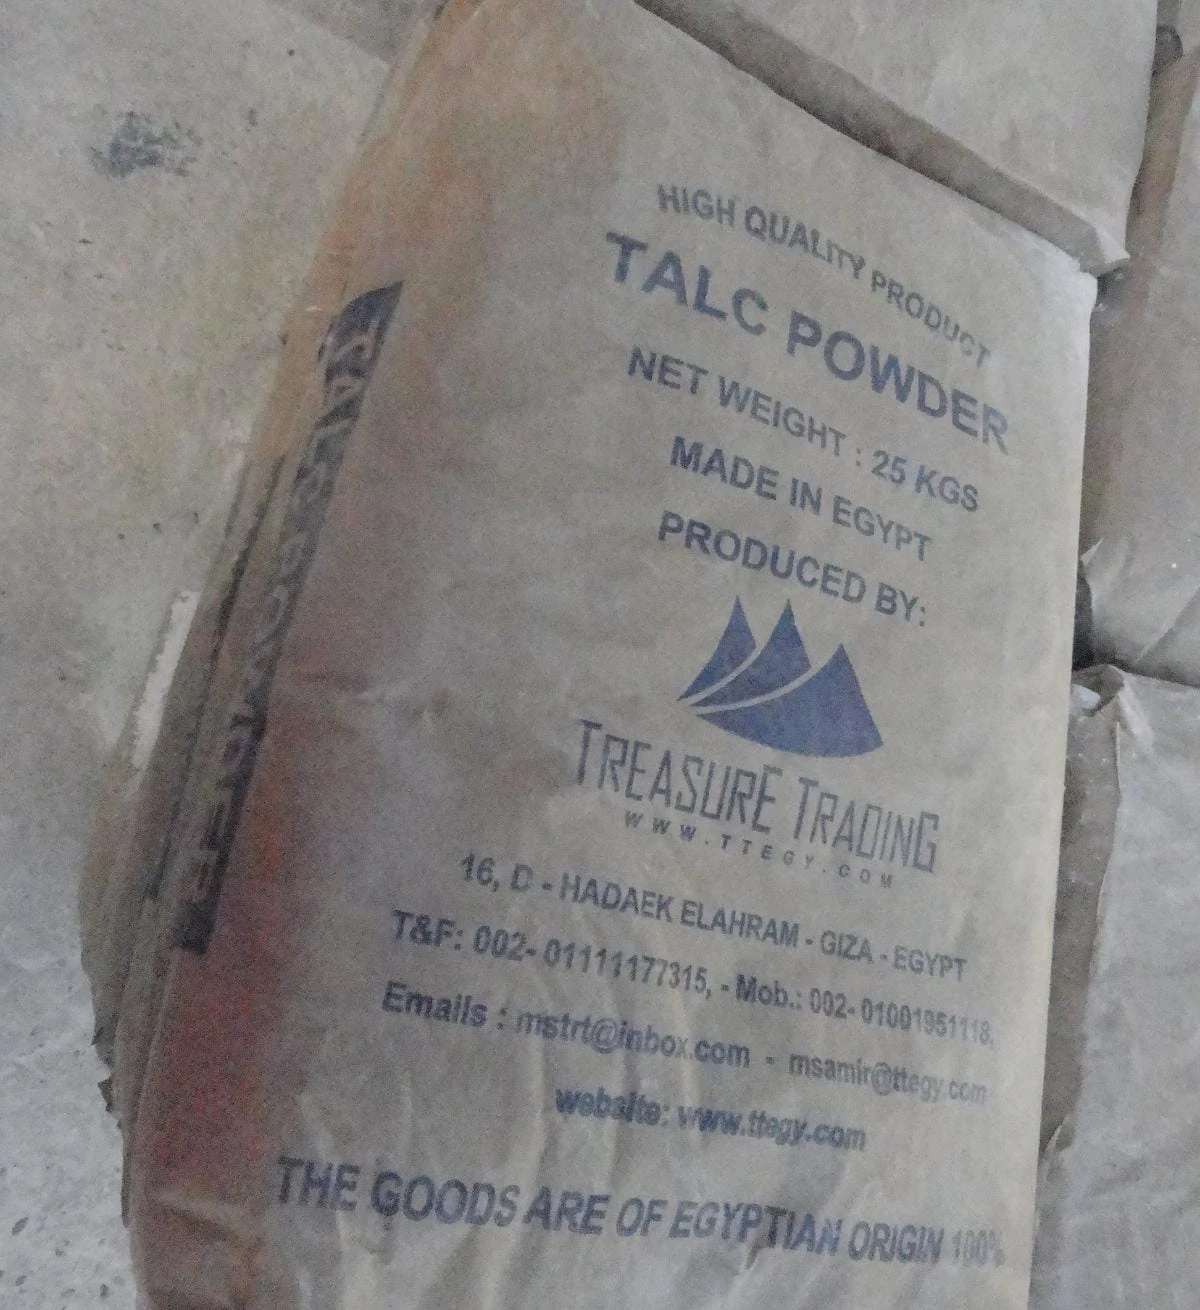 HIGH QUALITY PRODUCT
TALC POWDER
NET WEIGHT : 25 KGS
MADE IN EGYPT
PRODUCED BY:
TREASURE TRADING
WWW.TTEGY.COM
16, D - HADAEK ELAHRAM - GIZA - EGYPT
T&F: 002- 01111177315, - Mob.: 002- 01001951118,
Emails : mstrt@inbox.com - msamir@ttegy.com
website: www.ttegy.com
THE GOODS ARE OF EGYPTIAN ORIGIN 100%
TALC POWDER